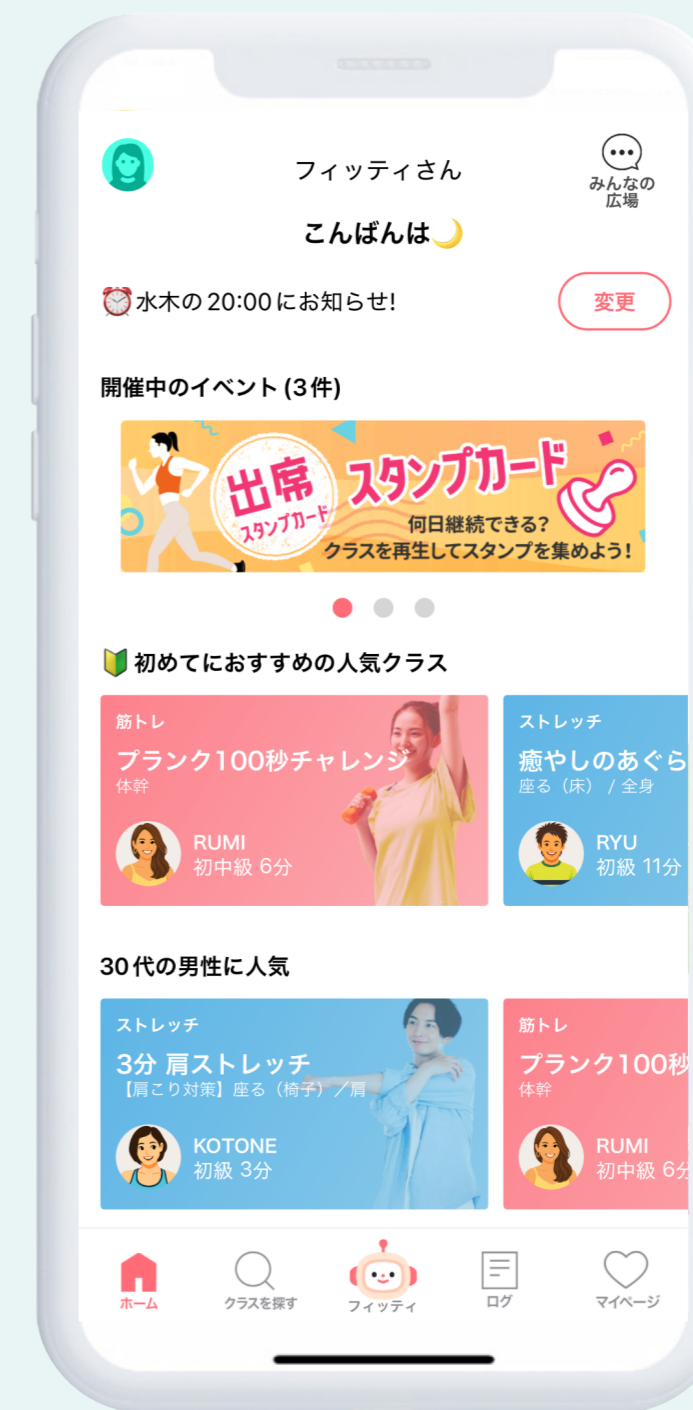 フィッティさん
みんなの
広場
こんばんは🌙
⏰水木の20:00にお知らせ!
変更
開催中のイベント (3件)
出席
スタンプカード
スタンプカード
何日継続できる?
クラスを再生してスタンプを集めよう!
🔰初めてにおすすめの人気クラス
筋トレ
プランク100秒チャレンジ
体幹
RUMI
初中級 6分
ストレッチ
癒やしのあぐら
座る（床） / 全身
RYU
初級 11分
30代の男性に人気
ストレッチ
3分 肩ストレッチ
【肩こり対策】座る（椅子）／肩
KOTONE
初級 3分
筋トレ
プランク100秒
体幹
RUMI
初中級 6分
ホーム
クラスを探す
フィッティ
ログ
マイページ